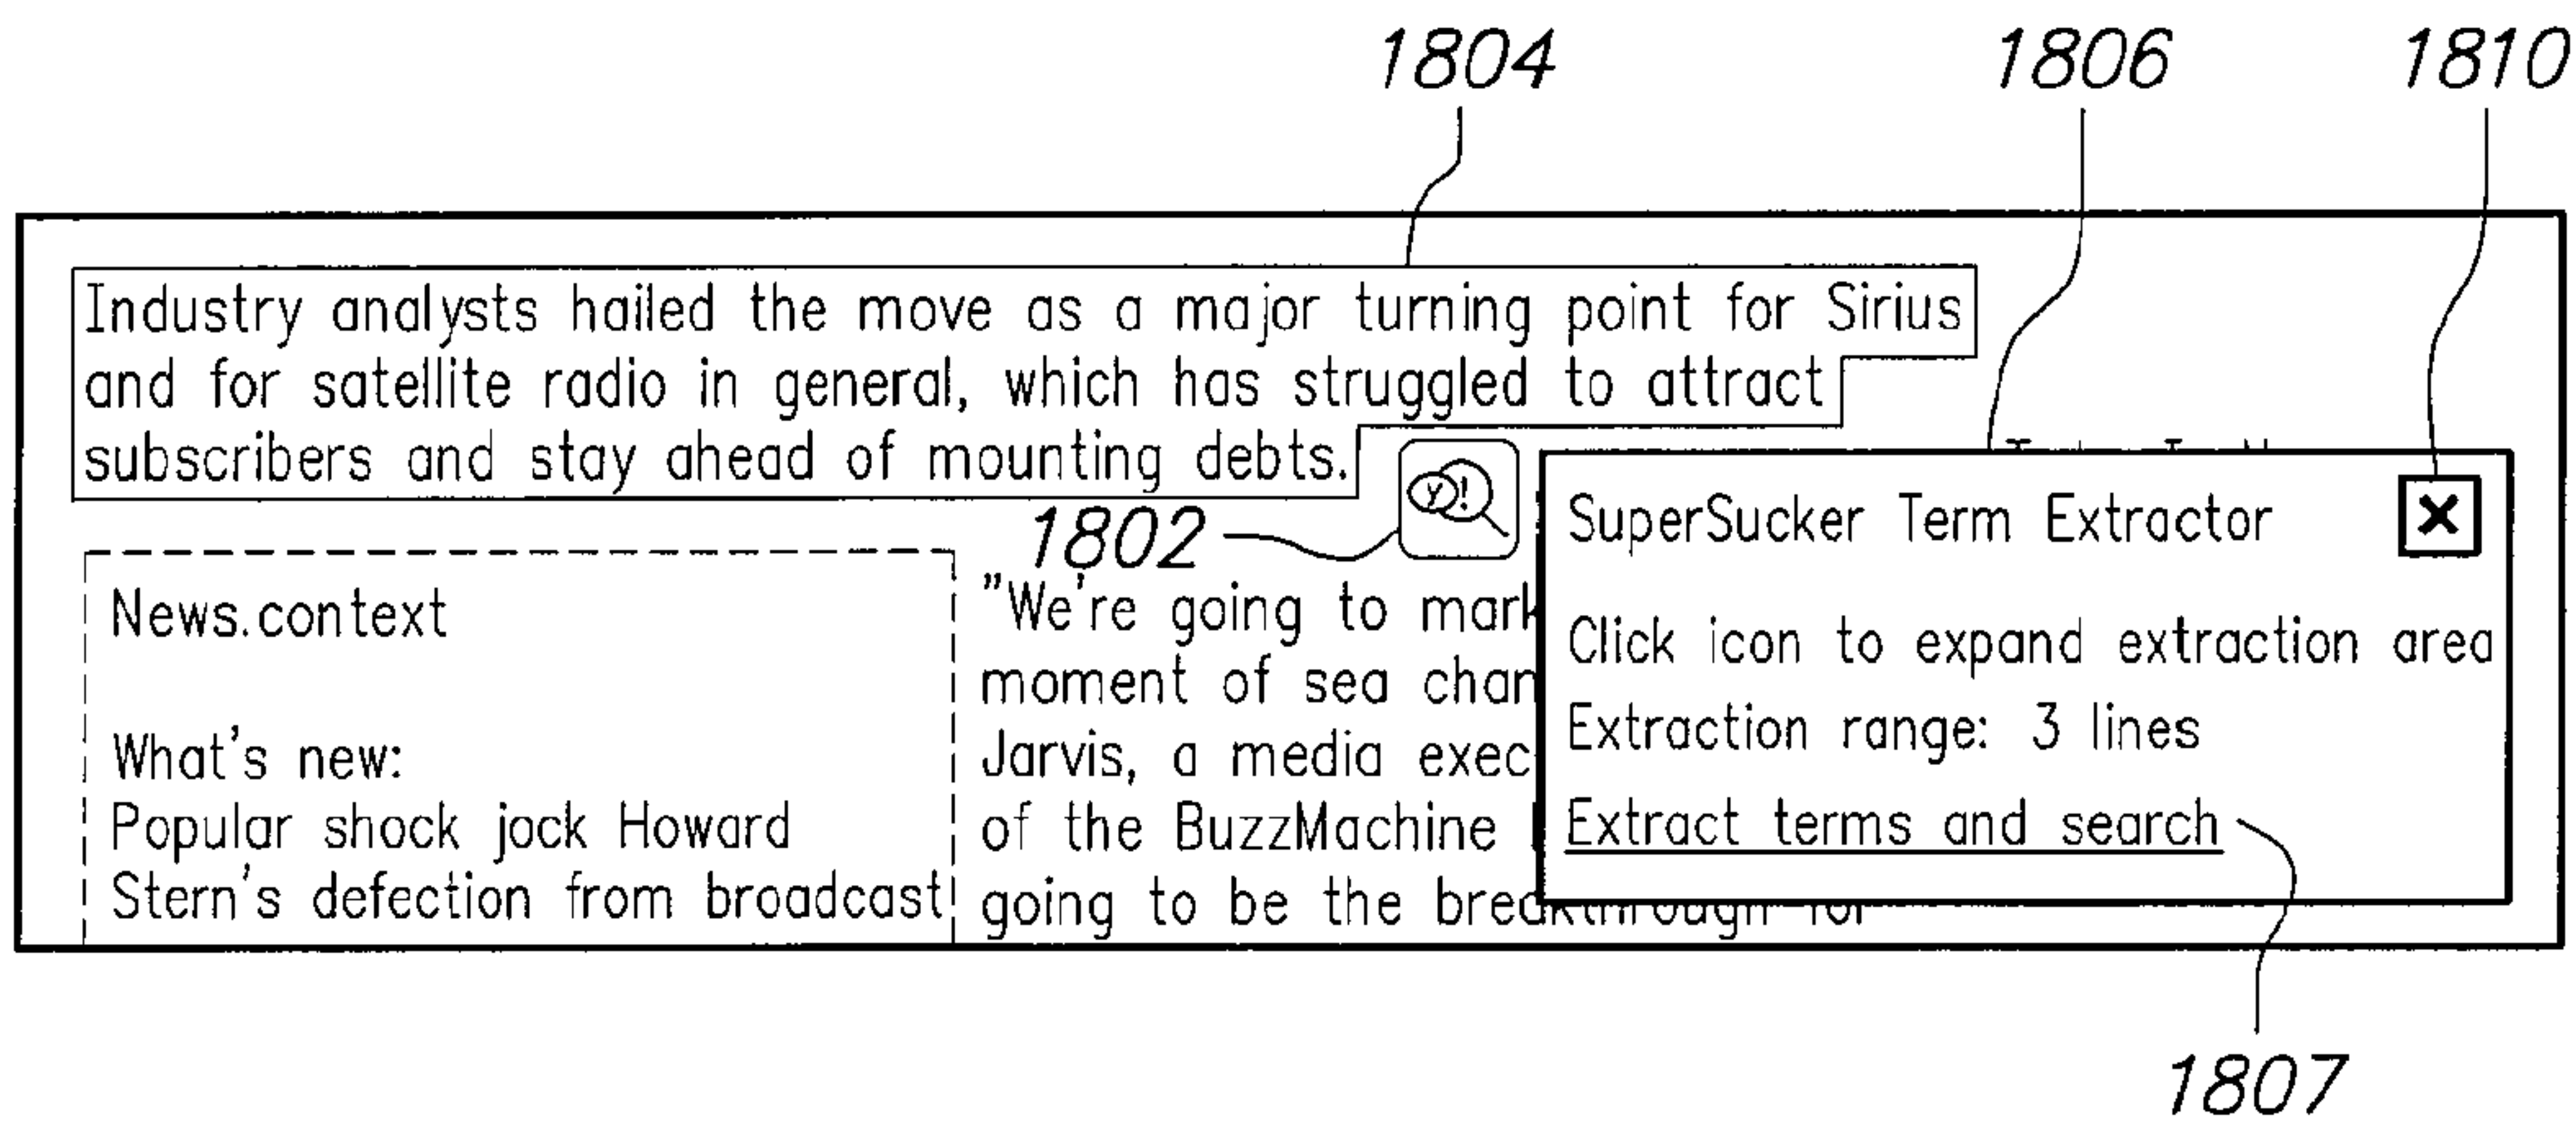 1804 1806 1810
Industry analysts hailed the move as a major turning point for Sirius
and for satellite radio in general, which has struggled to attract
subscribers and stay ahead of mounting debts.
y!
1802
News.context
What's new:
Popular shock jock Howard
Stern's defection from broadcast
"We're going to mark
moment of sea chan
Jarvis, a media exec
of the BuzzMachine
going to be the breakthrough for
SuperSucker Term Extractor
X
Click icon to expand extraction area
Extraction range: 3 lines
Extract terms and search
1807